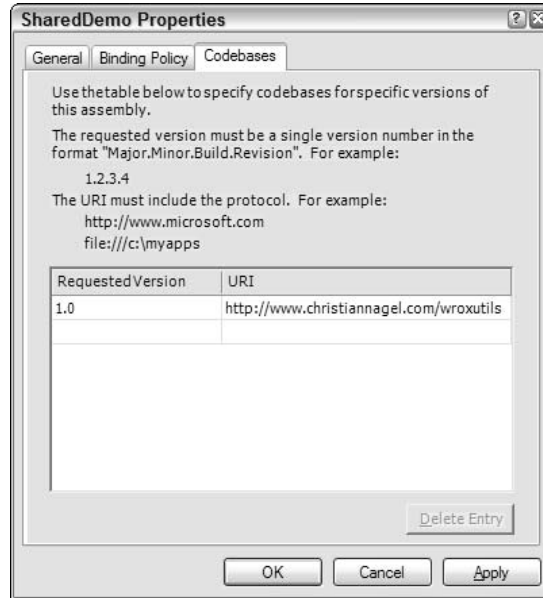 SharedDemo Properties
General Binding Policy Codebases
Use the table below to specify codebases for specific versions of
this assembly.
The requested version must be a single version number in the
format "Major.Minor.Build.Revision". For example:
1.2.3.4
The URI must include the protocol. For example:
http://www.microsoft.com
file:///c:\myapps
Requested Version URI
1.0 http://www.christiannagel.com/wroxutils
Delete Entry
OK Cancel Apply